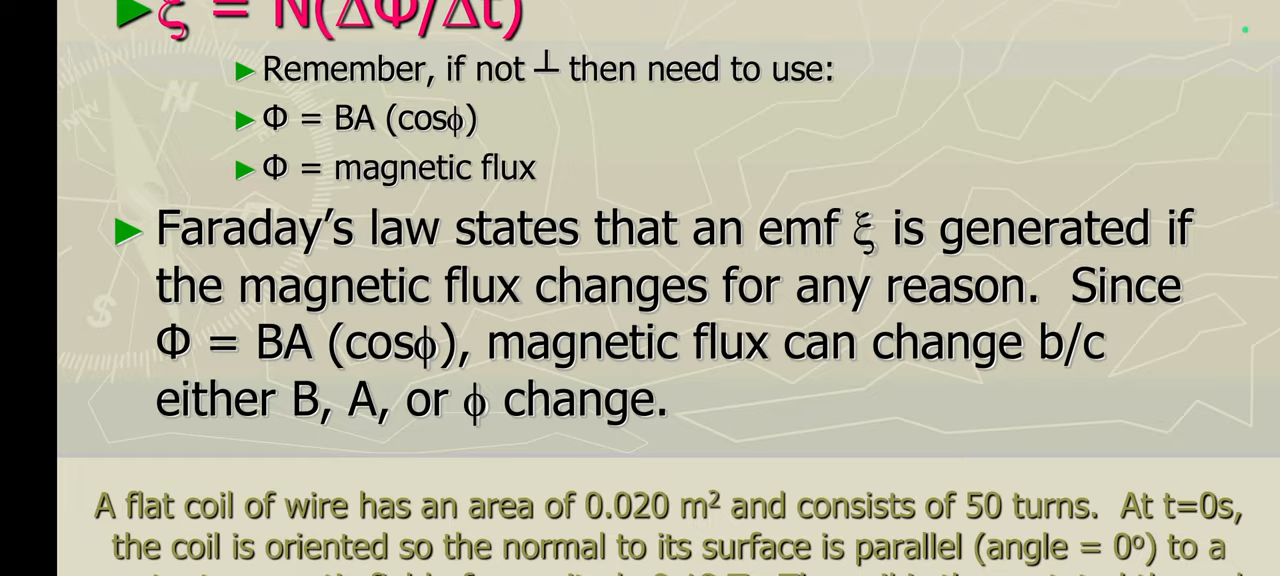 ►ξ = N(ΔΦ/Δt)
►Remember, if not ┴ then need to use:
►Φ = BA (cosϕ)
►Φ = magnetic flux
►Faraday’s law states that an emf ξ is generated if
the magnetic flux changes for any reason.  Since
Φ = BA (cosϕ), magnetic flux can change b/c
either B, A, or ϕ change.
A flat coil of wire has an area of 0.020 m² and consists of 50 turns.  At t=0s,
the coil is oriented so the normal to its surface is parallel (angle = 0º) to a
N
NW
S